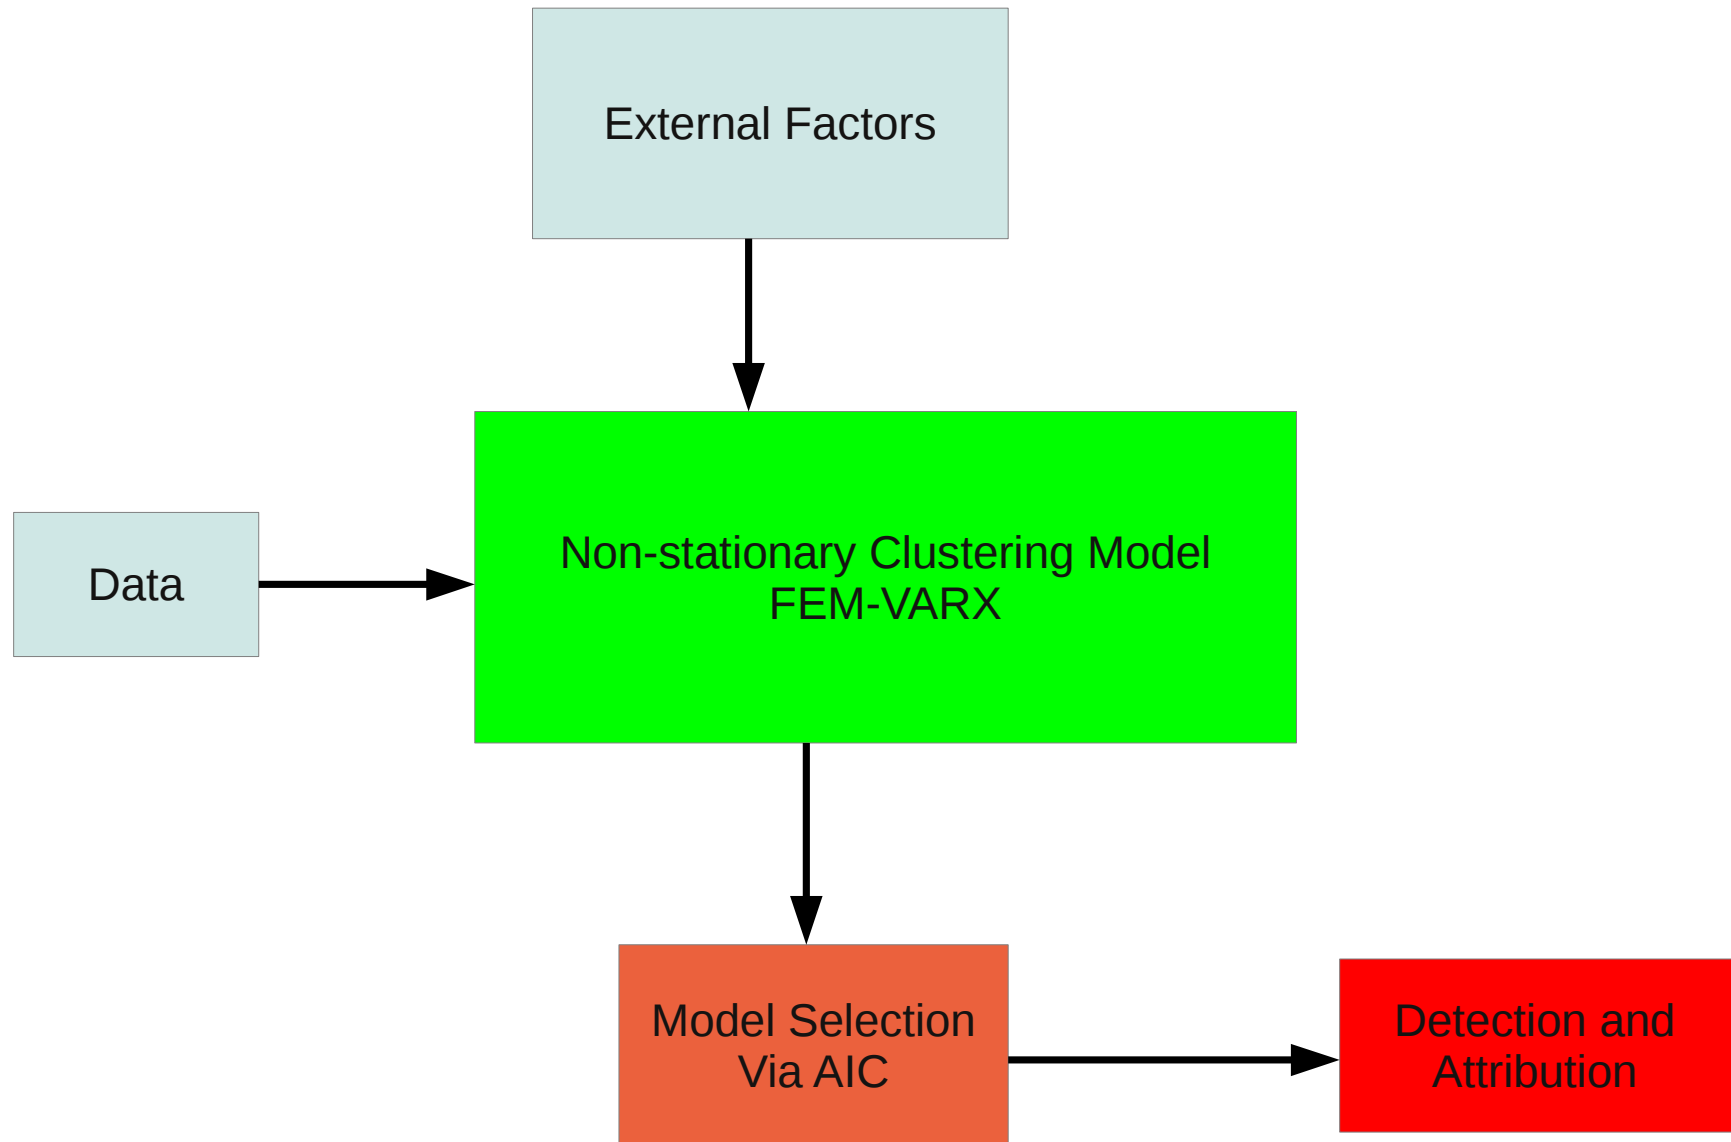 External Factors
Data
Non-stationary Clustering Model
FEM-VARX
Model Selection
Via AIC
Detection and
Attribution